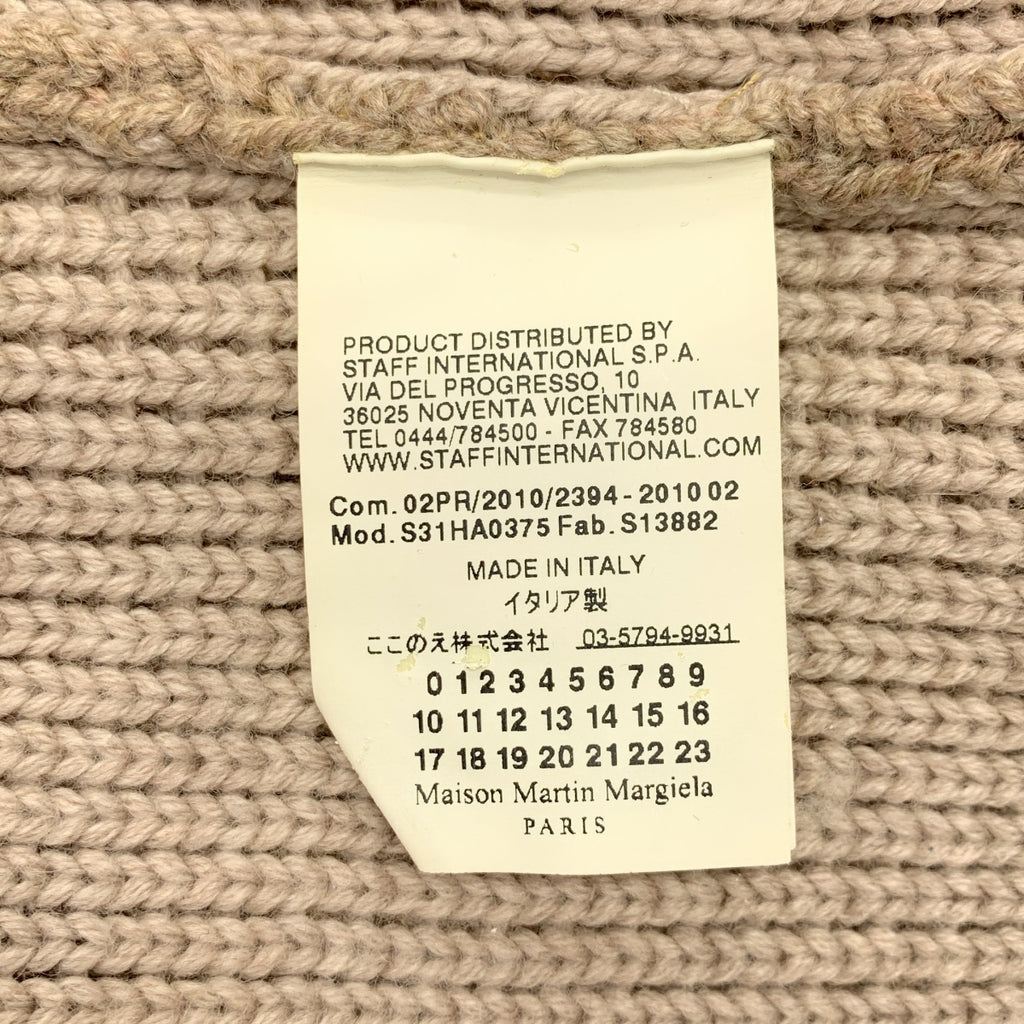 PRODUCT DISTRIBUTED BY
STAFF INTERNATIONAL S.P.A.
VIA DEL PROGRESSO, 10
36025 NOVENTA VICENTINA ITALY
TEL 0444/784500 - FAX 784580
WWW.STAFFINTERNATIONAL.COM
Com. 02PR/2010/2394 - 2010 02
Mod. S31HA0375 Fab. S13882
MADE IN ITALY
イタリア製
ここのえ株式会社 03-5794-9931
0 1 2 3 4 5 6 7 8 9
10 11 12 13 14 15 16
17 18 19 20 21 22 23
Maison Martin Margiela
PARIS